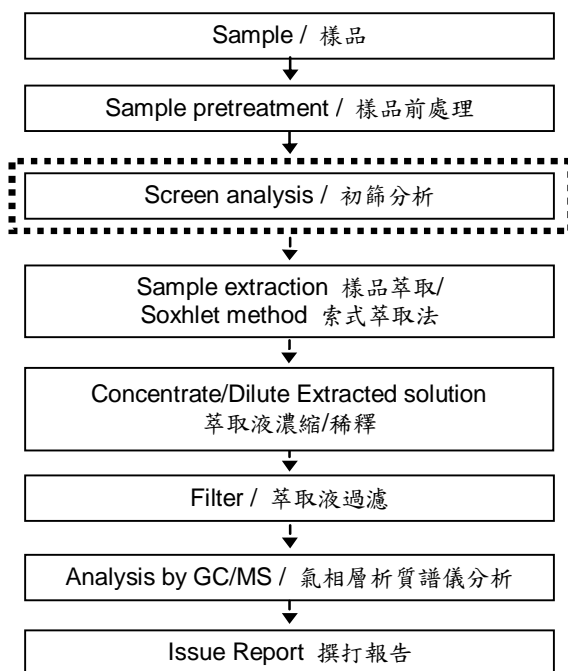 Sample / 樣品
Sample pretreatment / 樣品前處理
Screen analysis / 初篩分析
Sample extraction 樣品萃取/
Soxhlet method 索式萃取法
Concentrate/Dilute Extracted solution
萃取液濃縮/稀釋
Filter / 萃取液過濾
Analysis by GC/MS / 氣相層析質譜儀分析
Issue Report 撰打報告